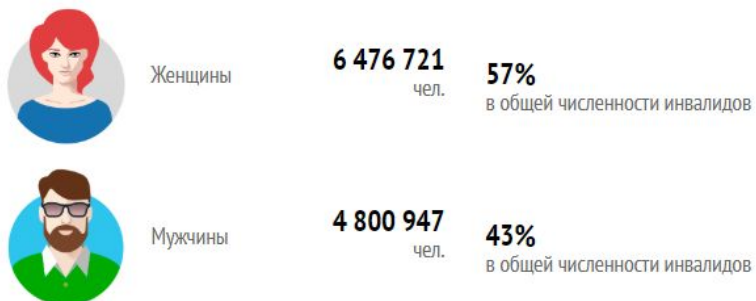 Женщины
6 476 721
чел.
57%
в общей численности инвалидов
Мужчины
4 800 947
чел.
43%
в общей численности инвалидов